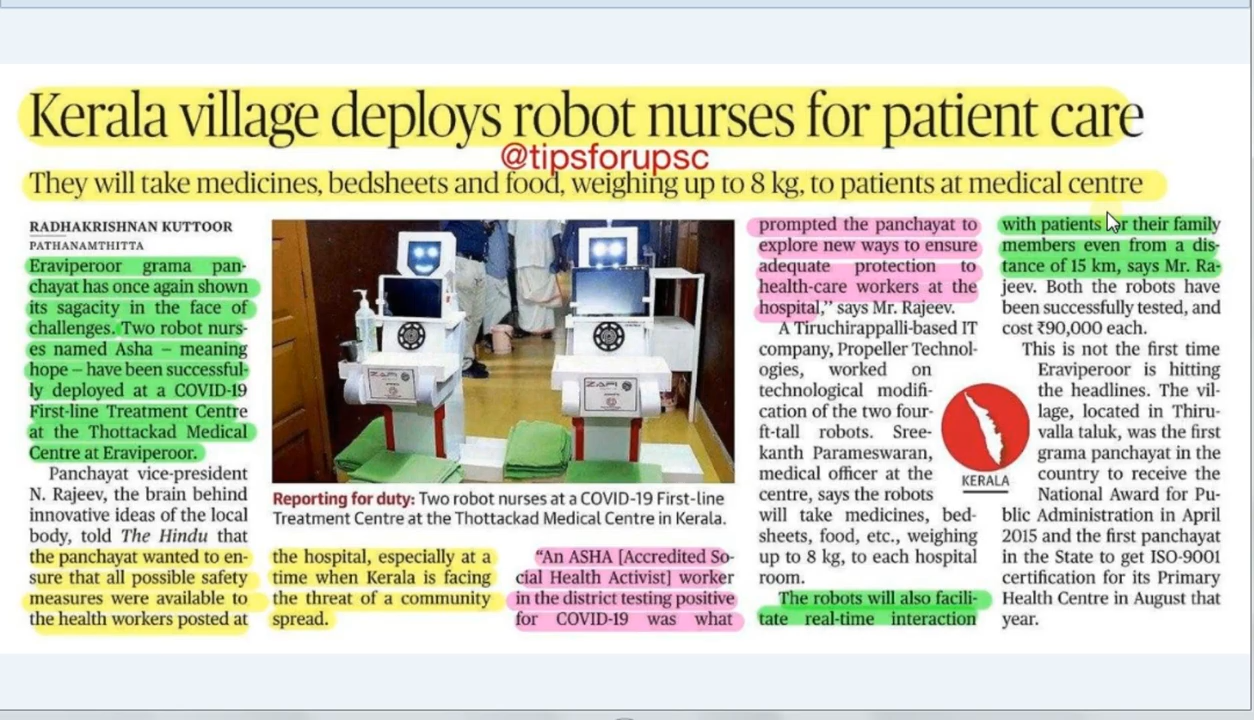 Kerala village deploys robot nurses for patient care
@tipsforupsc
They will take medicines, bedsheets and food, weighing up to 8 kg, to patients at medical centre
RADHAKRISHNAN KUTTOOR
PATHANAMTHITTA
Eraviperoor grama pan-
chayat has once again shown
its sagacity in the face of
challenges. Two robot nurs-
es named Asha – meaning
hope – have been successful-
ly deployed at a COVID-19
First-line Treatment Centre
at the Thottackad Medical
Centre at Eraviperoor.
Panchayat vice-president
N. Rajeev, the brain behind
innovative ideas of the local
body, told The Hindu that
the panchayat wanted to en-
sure that all possible safety
measures were available to
the health workers posted at
Reporting for duty: Two robot nurses at a COVID-19 First-line
Treatment Centre at the Thottackad Medical Centre in Kerala.
the hospital, especially at a
time when Kerala is facing
the threat of a community
spread.
“An ASHA [Accredited So-
cial Health Activist] worker
in the district testing positive
for COVID-19 was what
prompted the panchayat to
explore new ways to ensure
adequate protection to
health-care workers at the
hospital,” says Mr. Rajeev.
A Tiruchirappalli-based IT
company, Propeller Technol-
ogies, worked on
technological modifi-
cation of the two four-
ft-tall robots. Sree-
kanth Parameswaran,
medical officer at the
centre, says the robots
will take medicines, bed-
sheets, food, etc., weighing
up to 8 kg, to each hospital
room.
The robots will also facili-
tate real-time interaction
with patients or their family
members even from a dis-
tance of 15 km, says Mr. Ra-
jeev. Both the robots have
been successfully tested, and
cost ₹90,000 each.
This is not the first time
Eraviperoor is hitting
the headlines. The vil-
lage, located in Thiru-
valla taluk, was the first
grama panchayat in the
country to receive the
National Award for Pu-
blic Administration in April
2015 and the first panchayat
in the State to get ISO-9001
certification for its Primary
Health Centre in August that
year.
KERALA